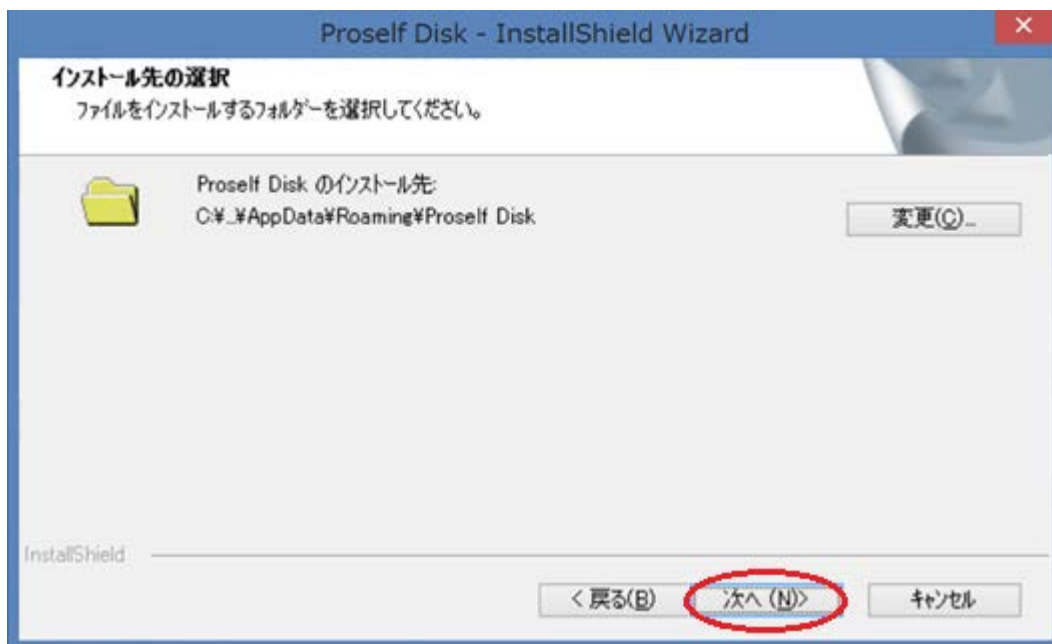 Proself Disk - InstallShield Wizard
インストール先の選択
ファイルをインストールするフォルダーを選択してください。
Proself Disk のインストール先:
C:¥...¥AppData¥Roaming¥Proself Disk
変更(C)...
InstallShield
< 戻る(B)
次へ (N)>
キャンセル